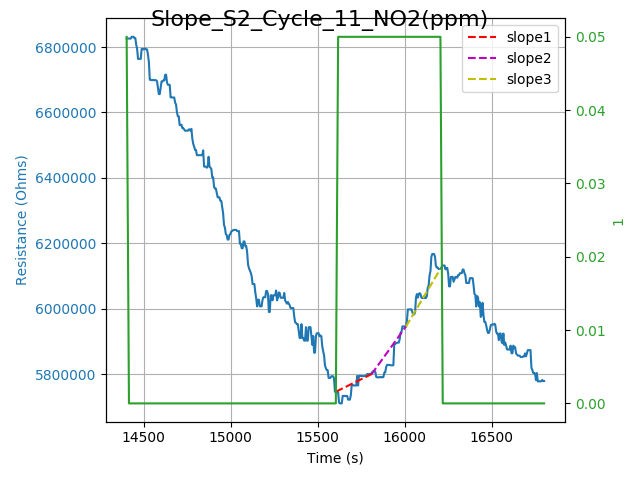 Slope_S2_Cycle_11_NO2(ppm)
slope1
slope2
slope3
Resistance (Ohms)
6800000
6600000
6400000
6200000
6000000
5800000
0.05
0.04
0.03
0.02
0.01
0.00
1
14500 15000 15500 16000 16500
Time (s)